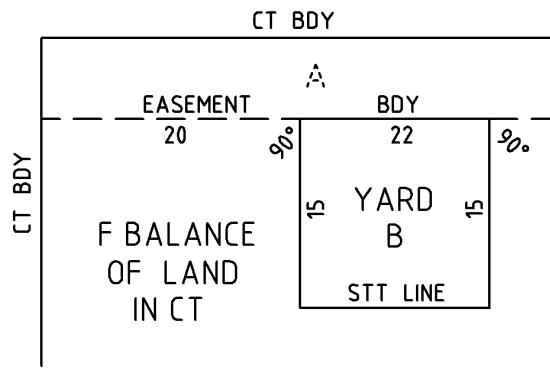 CT BDY
A
EASEMENT BDY
20 90° 22 90°
CT BDY
15 YARD 15
B
F BALANCE
OF LAND
IN CT
STT LINE